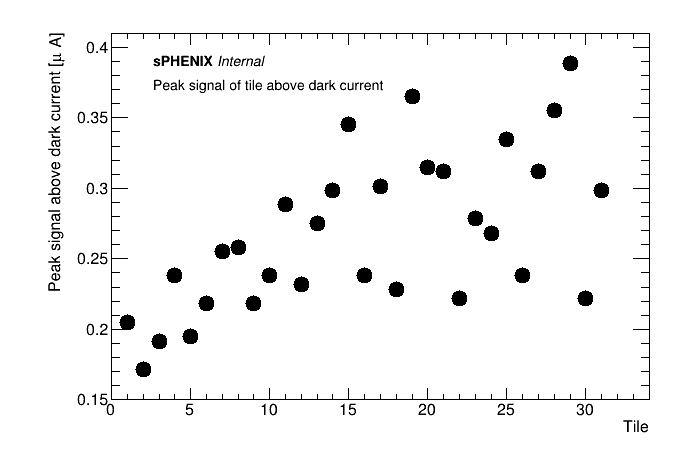 Peak signal above dark current [μ A]
0.4
0.35
0.3
0.25
0.2
0.15
sPHENIX Internal
Peak signal of tile above dark current
0 5 10 15 20 25 30
Tile